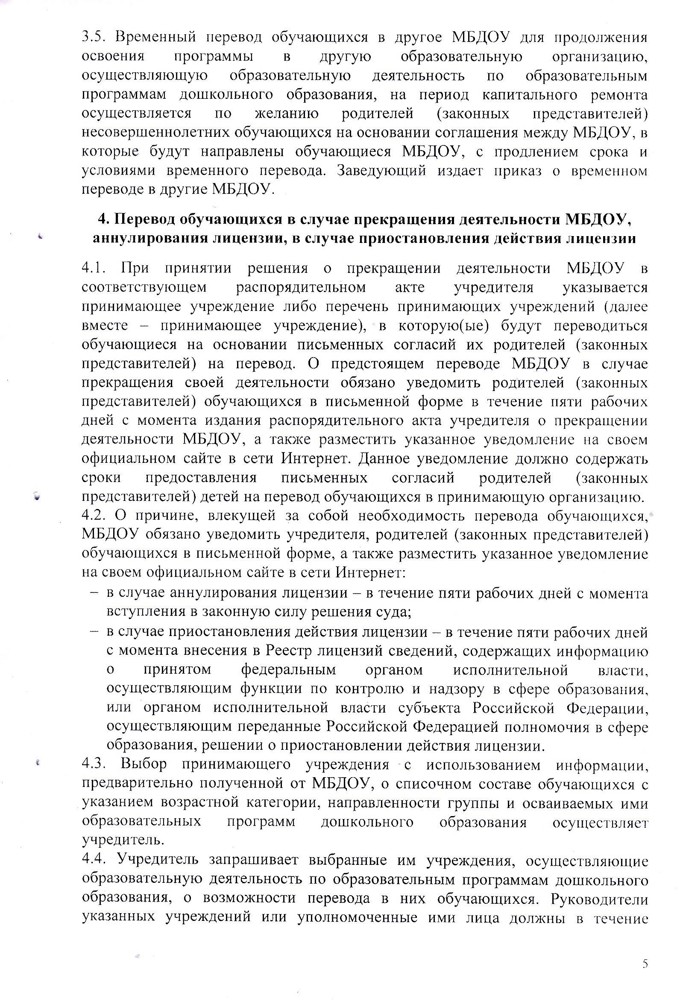 3.5. Временный перевод обучающихся в другое МБДОУ для продолжения
освоения программы в другую образовательную организацию,
осуществляющую образовательную деятельность по образовательным
программам дошкольного образования, на период капитального ремонта
осуществляется по желанию родителей (законных представителей)
несовершеннолетних обучающихся на основании соглашения между МБДОУ, в
которые будут направлены обучающиеся МБДОУ, с продлением срока и
условиями временного перевода. Заведующий издает приказ о временном
переводе в другие МБДОУ.
4. Перевод обучающихся в случае прекращения деятельности МБДОУ,
аннулирования лицензии, в случае приостановления действия лицензии
4.1. При принятии решения о прекращении деятельности МБДОУ в
соответствующем распорядительном акте учредителя указывается
принимающее учреждение либо перечень принимающих учреждений (далее
вместе – принимающее учреждение), в которую(ые) будут переводиться
обучающиеся на основании письменных согласий их родителей (законных
представителей) на перевод. О предстоящем переводе МБДОУ в случае
прекращения своей деятельности обязано уведомить родителей (законных
представителей) обучающихся в письменной форме в течение пяти рабочих
дней с момента издания распорядительного акта учредителя о прекращении
деятельности МБДОУ, а также разместить указанное уведомление на своем
официальном сайте в сети Интернет. Данное уведомление должно содержать
сроки предоставления письменных согласий родителей (законных
представителей) детей на перевод обучающихся в принимающую организацию.
4.2. О причине, влекущей за собой необходимость перевода обучающихся,
МБДОУ обязано уведомить учредителя, родителей (законных представителей)
обучающихся в письменной форме, а также разместить указанное уведомление
на своем официальном сайте в сети Интернет:
– в случае аннулирования лицензии – в течение пяти рабочих дней с момента
вступления в законную силу решения суда;
– в случае приостановления действия лицензии – в течение пяти рабочих дней
с момента внесения в Реестр лицензий сведений, содержащих информацию
о принятом федеральным органом исполнительной власти,
осуществляющим функции по контролю и надзору в сфере образования,
или органом исполнительной власти субъекта Российской Федерации,
осуществляющим переданные Российской Федерацией полномочия в сфере
образования, решении о приостановлении действия лицензии.
4.3. Выбор принимающего учреждения с использованием информации,
предварительно полученной от МБДОУ, о списочном составе обучающихся с
указанием возрастной категории, направленности группы и осваиваемых ими
образовательных программ дошкольного образования осуществляет
учредитель.
4.4. Учредитель запрашивает выбранные им учреждения, осуществляющие
образовательную деятельность по образовательным программам дошкольного
образования, о возможности перевода в них обучающихся. Руководители
указанных учреждений или уполномоченные ими лица должны в течение
5